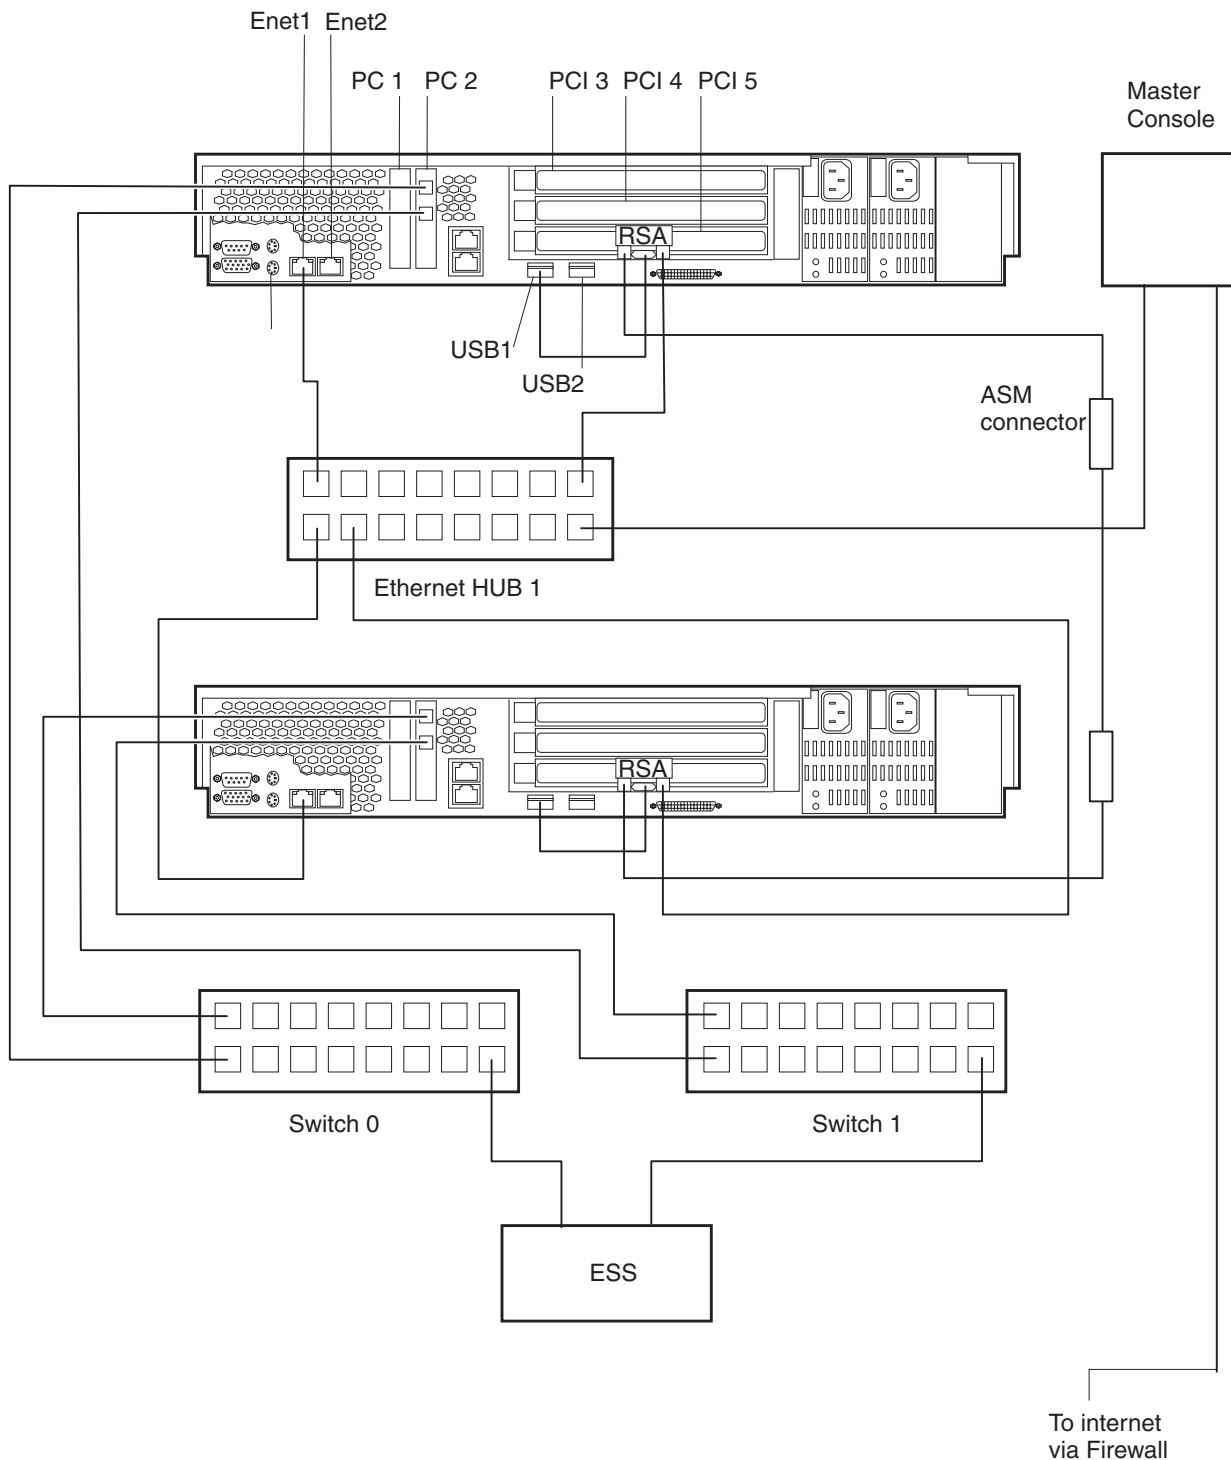 Enet1 Enet2
PC 1 PC 2 PCI 3 PCI 4 PCI 5
Master
Console
RSA
USB1
USB2
ASM
connector
Ethernet HUB 1
RSA
Switch 0
Switch 1
ESS
To internet
via Firewall